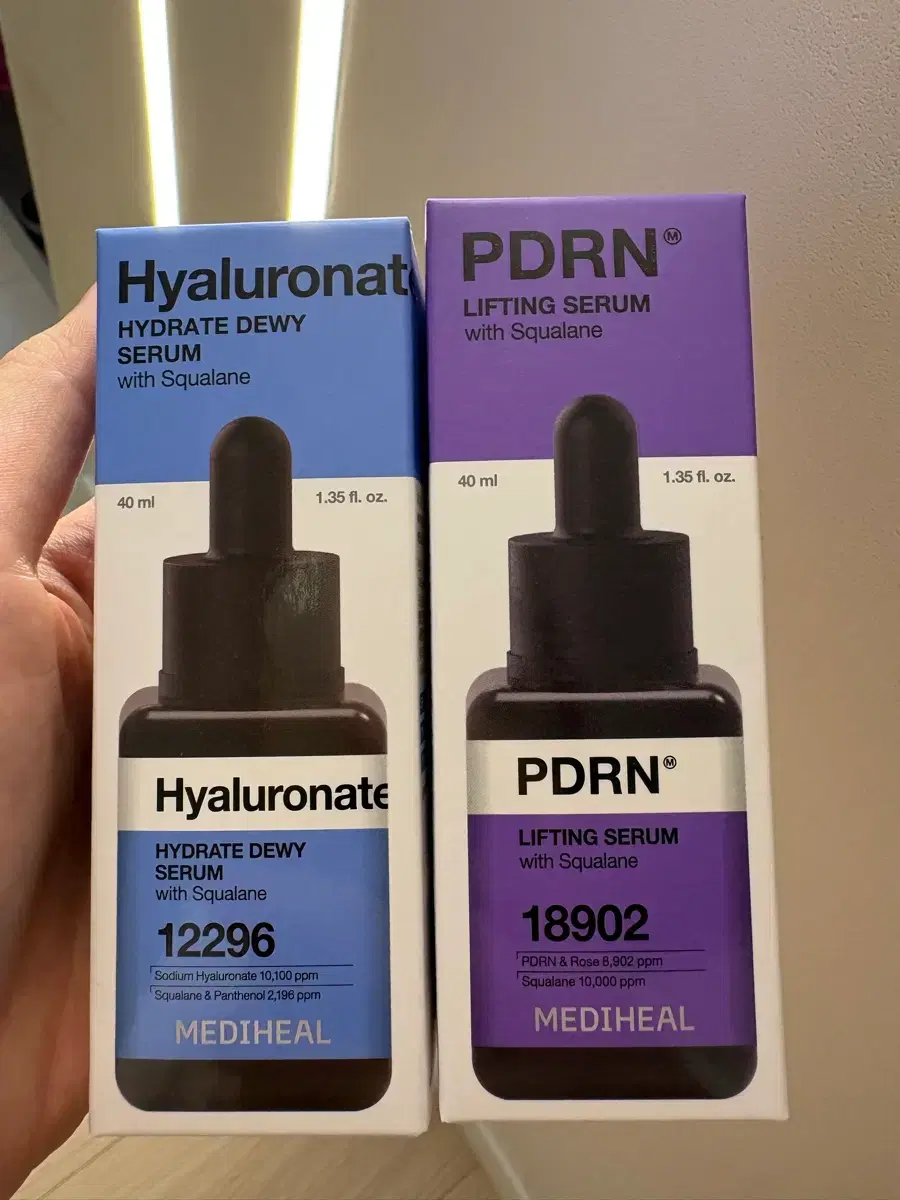 Hyaluronat
HYDRATE DEWY
SERUM
with Squalane
40 ml
1.35 fl. oz.
Hyaluronate
HYDRATE DEWY
SERUM
with Squalane
12296
Sodium Hyaluronate 10,100 ppm
Squalane & Panthenol 2,196 ppm
MEDIHEAL
PDRNⓂ
LIFTING SERUM
with Squalane
40 ml
1.35 fl. oz.
PDRNⓂ
LIFTING SERUM
with Squalane
18902
PDRN & Rose 8,902 ppm
Squalane 10,000 ppm
MEDIHEAL